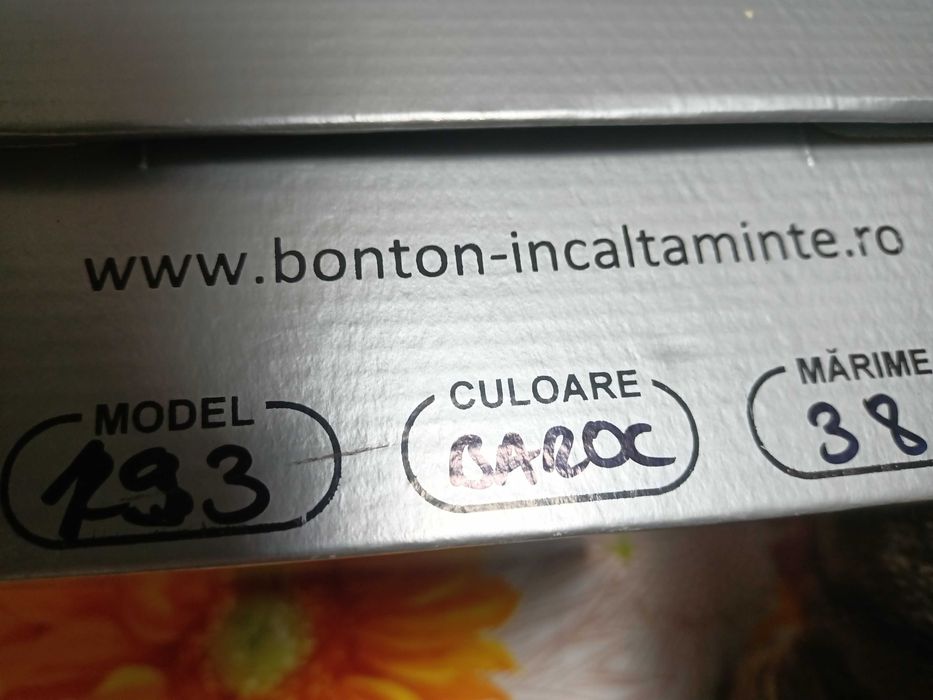 www.bonton-incaltaminte.ro
MODEL CULOARE MĂRIME
193 BAROC 38